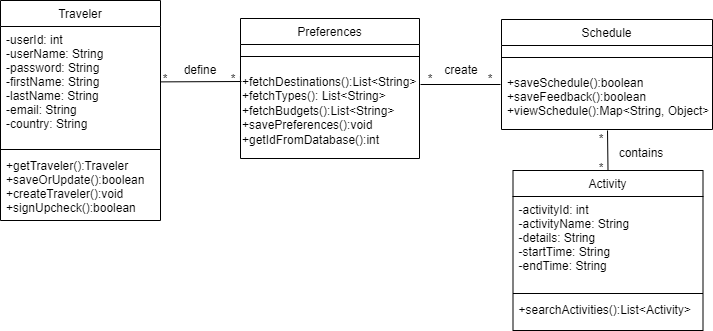 Traveler
-userId: int
-userName: String
-password: String
-firstName: String
-lastName: String
-email: String
-country: String
+getTraveler():Traveler
+saveOrUpdate():boolean
+createTraveler():void
+signUpcheck():boolean
* define *
Preferences
+fetchDestinations():List<String>
+fetchTypes(): List<String>
+fetchBudgets():List<String>
+savePreferences():void
+getIdFromDatabase():int
* create *
Schedule
+saveSchedule():boolean
+saveFeedback():boolean
+viewSchedule():Map<String, Object>
*
contains
*
Activity
-activityId: int
-activityName: String
-details: String
-startTime: String
-endTime: String
+searchActivities():List<Activity>